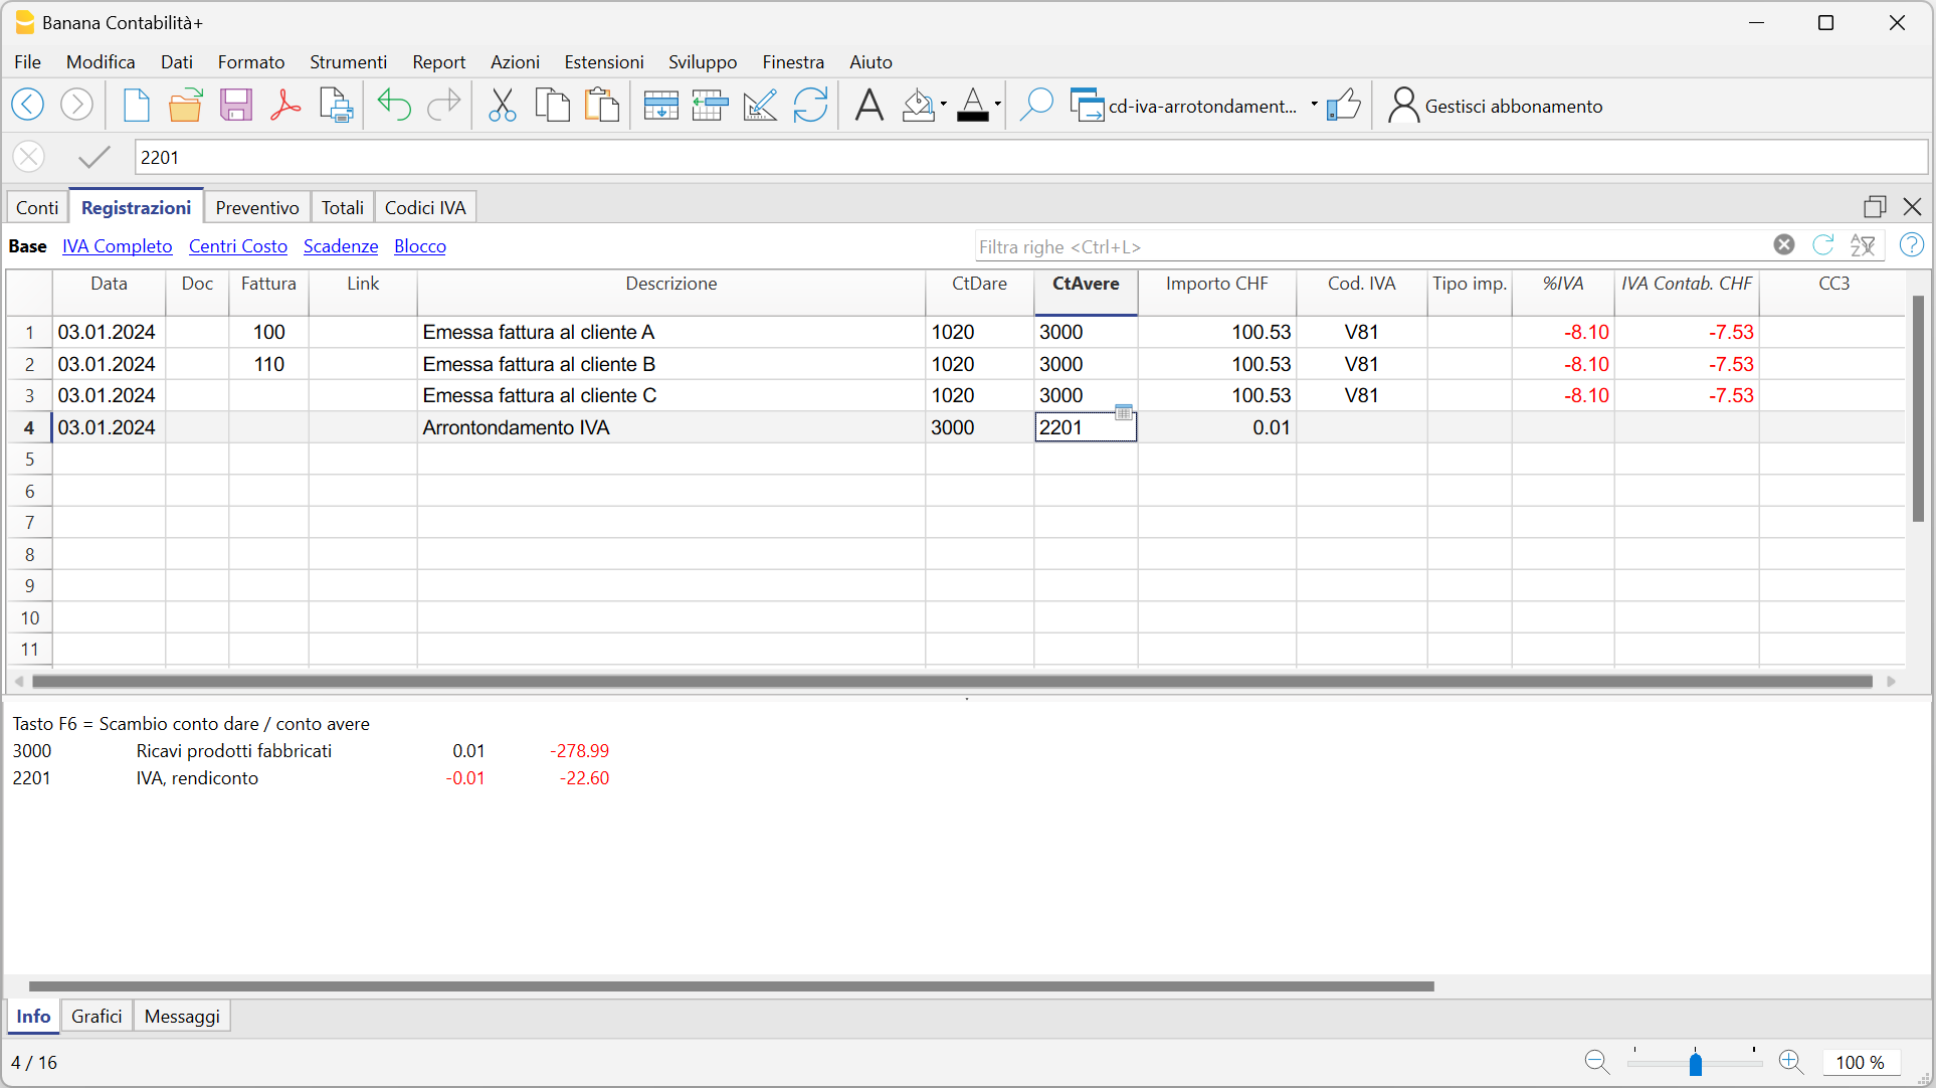 Banana Contabilità+
File Modifica Dati Formato Strumenti Report Azioni Estensioni Sviluppo Finestra Aiuto
cd-iva-arrotondament... Gestisci abbonamento
2201
Conti Registrazioni Preventivo Totali Codici IVA
Base IVA Completo Centri Costo Scadenze Blocco Filtra righe <Ctrl+L>
Data Doc Fattura Link Descrizione CtDare CtAvere Importo CHF Cod. IVA Tipo imp. %IVA IVA Contab. CHF CC3
1 03.01.2024 100 Emessa fattura al cliente A 1020 3000 100.53 V81 -8.10 -7.53
2 03.01.2024 110 Emessa fattura al cliente B 1020 3000 100.53 V81 -8.10 -7.53
3 03.01.2024 Emessa fattura al cliente C 1020 3000 100.53 V81 -8.10 -7.53
4 03.01.2024 Arrontondamento IVA 3000 2201 0.01
5
6
7
8
9
10
11
Tasto F6 = Scambio conto dare / conto avere
3000 Ricavi prodotti fabbricati 0.01 -278.99
2201 IVA, rendiconto -0.01 -22.60
Info Grafici Messaggi
4 / 16 100 %